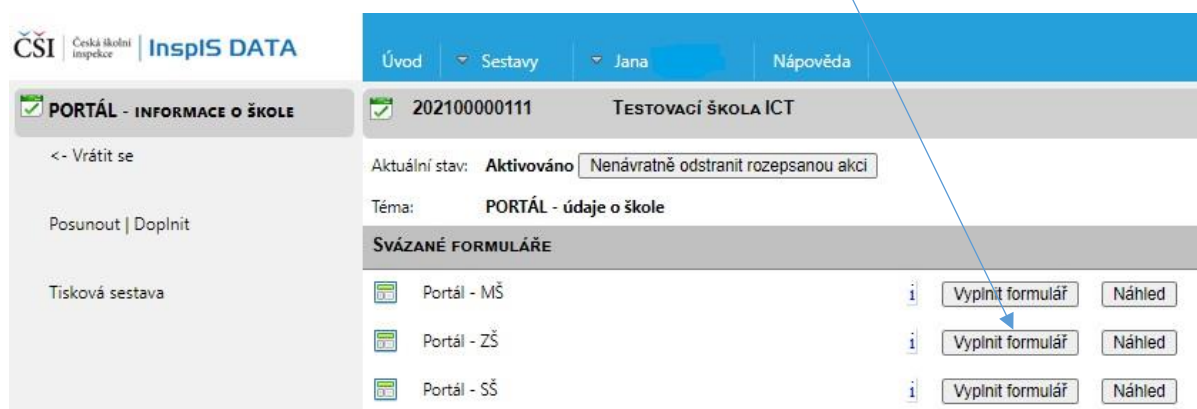 ČŠI Česká školní inspekce InspIS DATA
Úvod Sestavy Jana Nápověda
PORTÁL - INFORMACE O ŠKOLE
202100000111 TESTOVACÍ ŠKOLA ICT
<- Vrátit se
Aktuální stav: Aktivováno Nenávratně odstranit rozepsanou akci
Téma: PORTÁL - údaje o škole
Posunout | Doplnit
SVÁZANÉ FORMULÁŘE
Tisková sestava
Portál - MŠ i Vyplnit formulář Náhled
Portál - ZŠ i Vyplnit formulář Náhled
Portál - SŠ i Vyplnit formulář Náhled